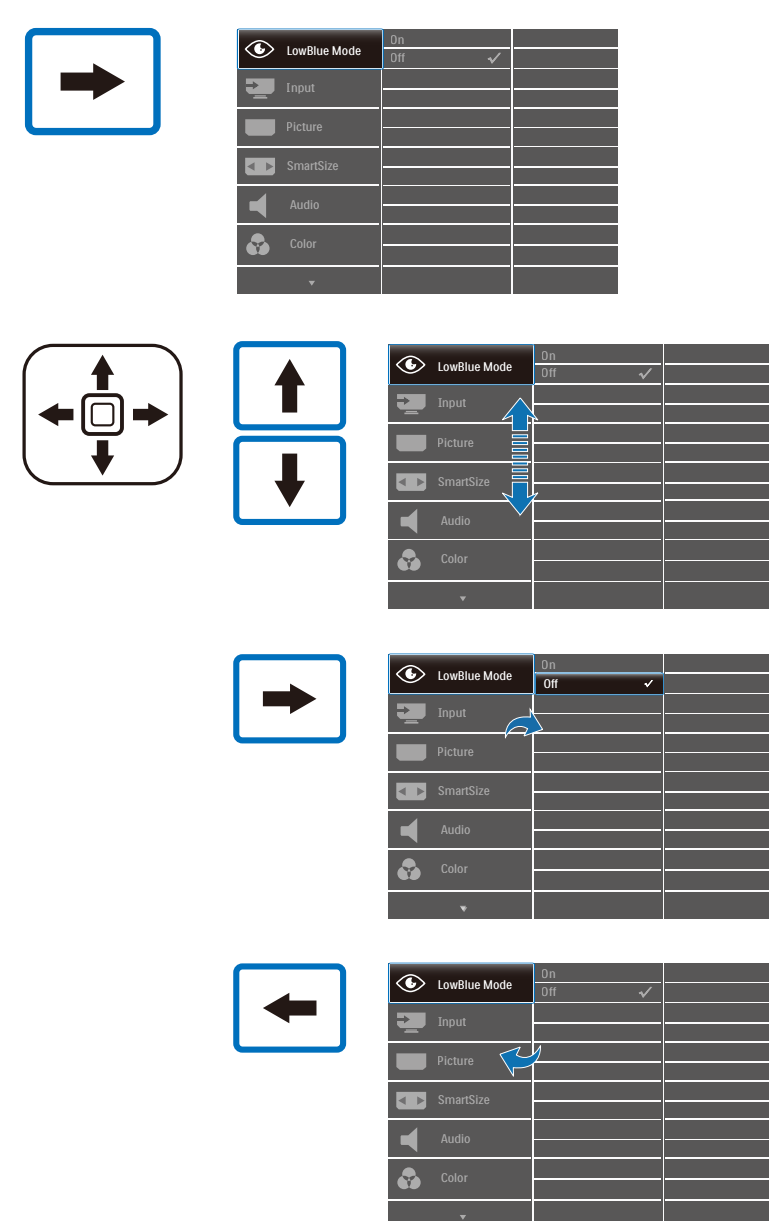 On
LowBlue Mode
Off
Input
Picture
SmartSize
Audio
Color
On
LowBlue Mode
Off
Input
Picture
SmartSize
Audio
Color
On
LowBlue Mode
Off
Input
Picture
SmartSize
Audio
Color
On
LowBlue Mode
Off
Input
Picture
SmartSize
Audio
Color